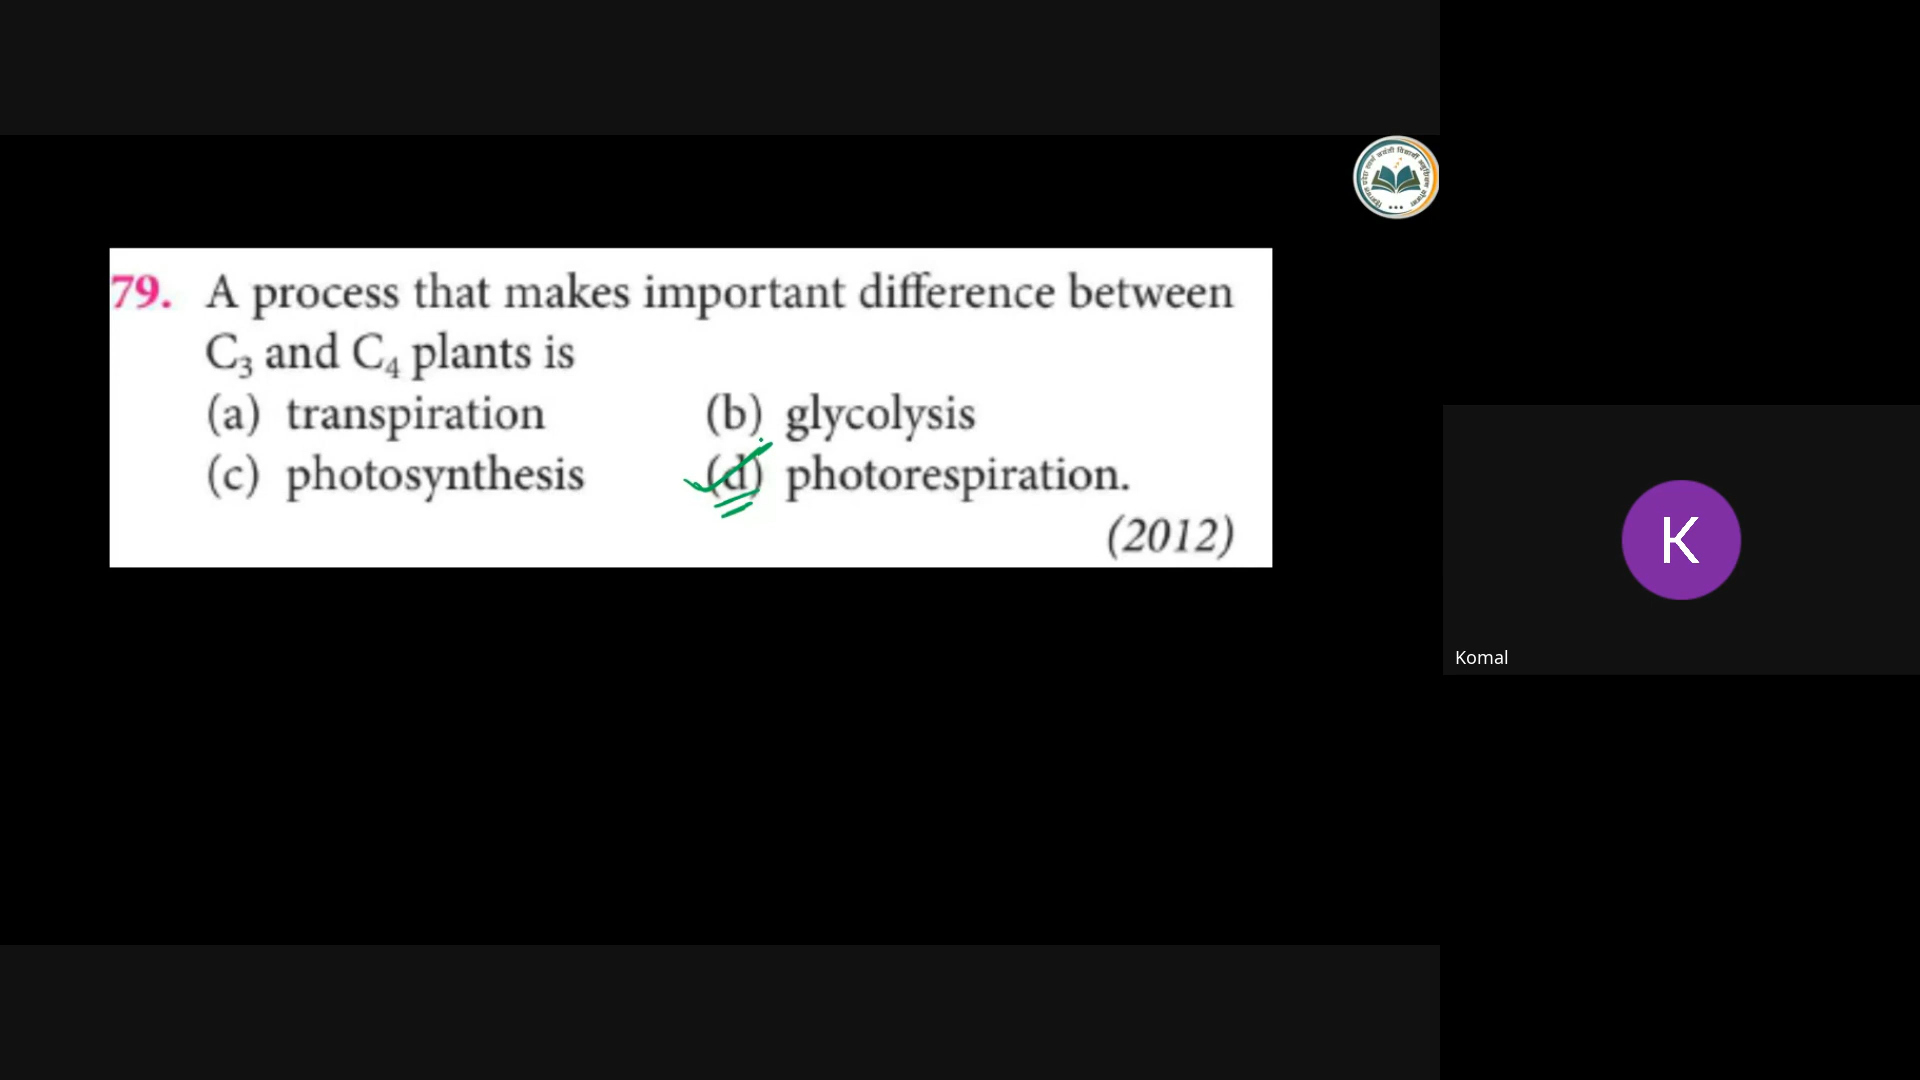 79. A process that makes important difference between
C₃ and C₄ plants is
(a) transpiration (b) glycolysis
(c) photosynthesis (d) photorespiration.
(2012)
K
Komal